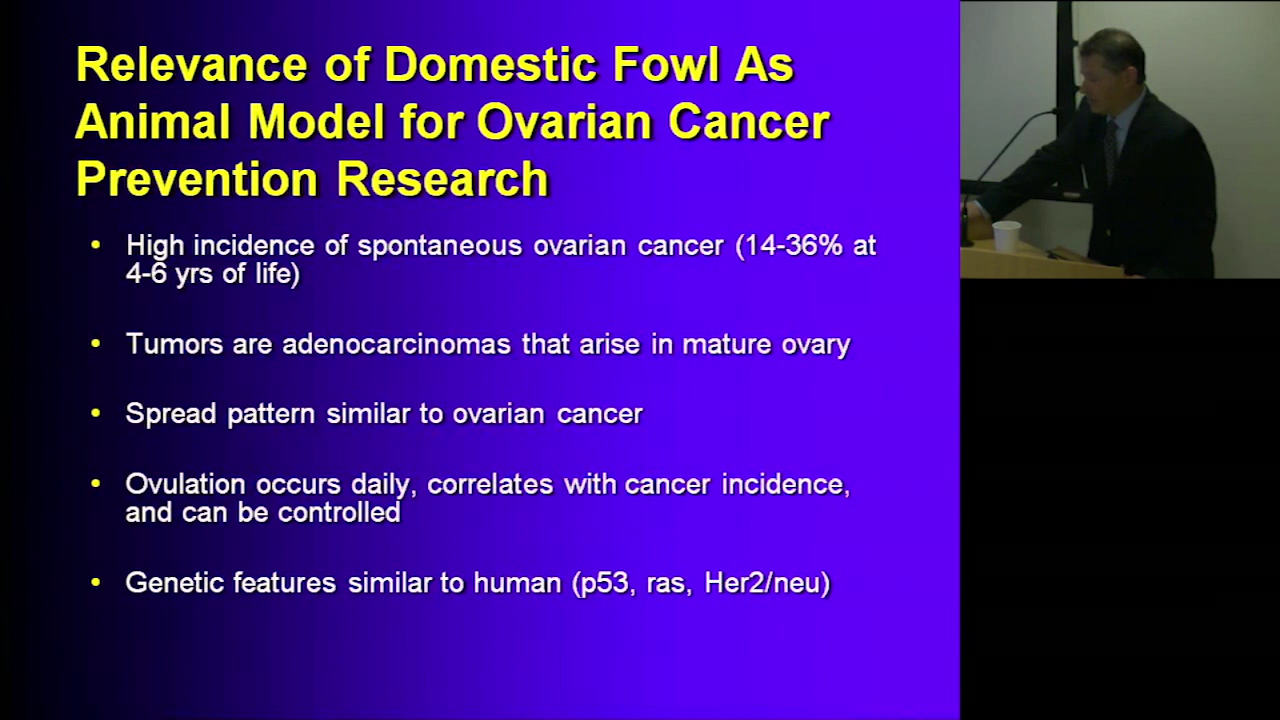 Relevance of Domestic Fowl As
Animal Model for Ovarian Cancer
Prevention Research
• High incidence of spontaneous ovarian cancer (14-36% at
4-6 yrs of life)
• Tumors are adenocarcinomas that arise in mature ovary
• Spread pattern similar to ovarian cancer
• Ovulation occurs daily, correlates with cancer incidence,
and can be controlled
• Genetic features similar to human (p53, ras, Her2/neu)